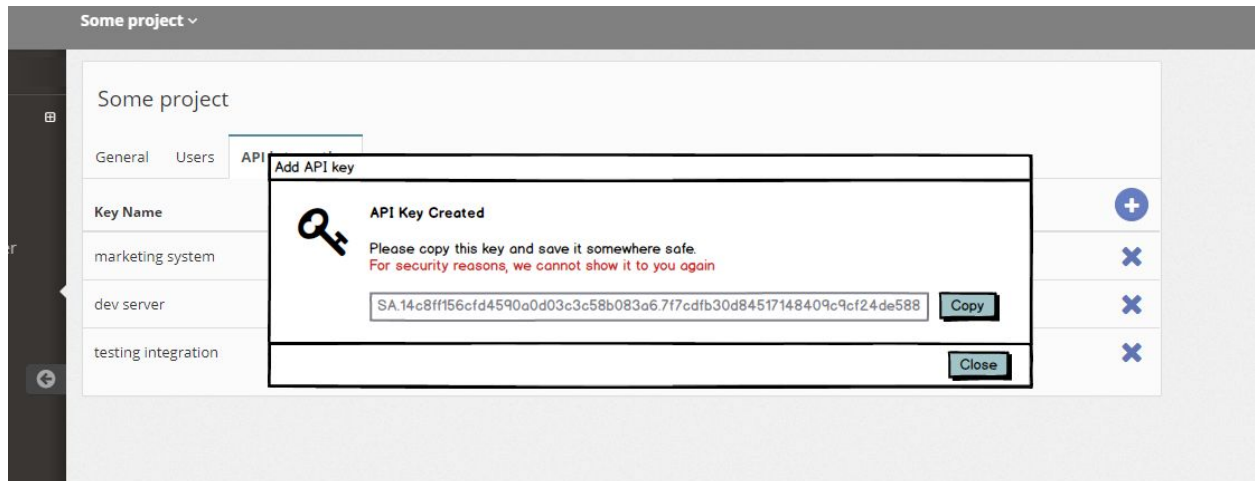 Some project
Some project
General Users API
Add API key
Key Name
API Key Created
marketing system
Please copy this key and save it somewhere safe.
For security reasons, we cannot show it to you again
dev server
SA.14c8ff156cfd4590a0d03c3c58b083a6.7f7cdfb30d84517148409c9cf24de588
Copy
testing integration
Close